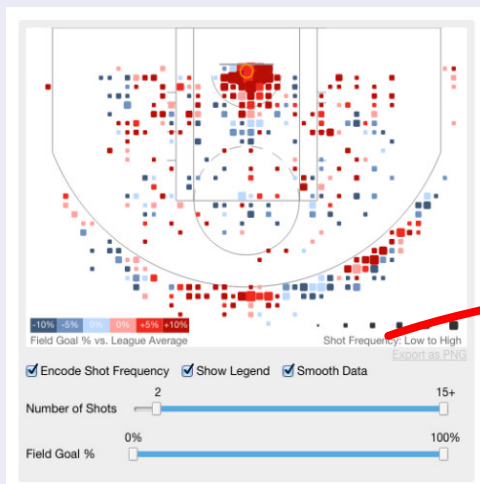 -10% -5% 0% 0% +5% +10%
Field Goal % vs. League Average
Shot Frequency: Low to High
Export as PNG
Encode Shot Frequency Show Legend Smooth Data
2 15+
Number of Shots
0% 100%
Field Goal %